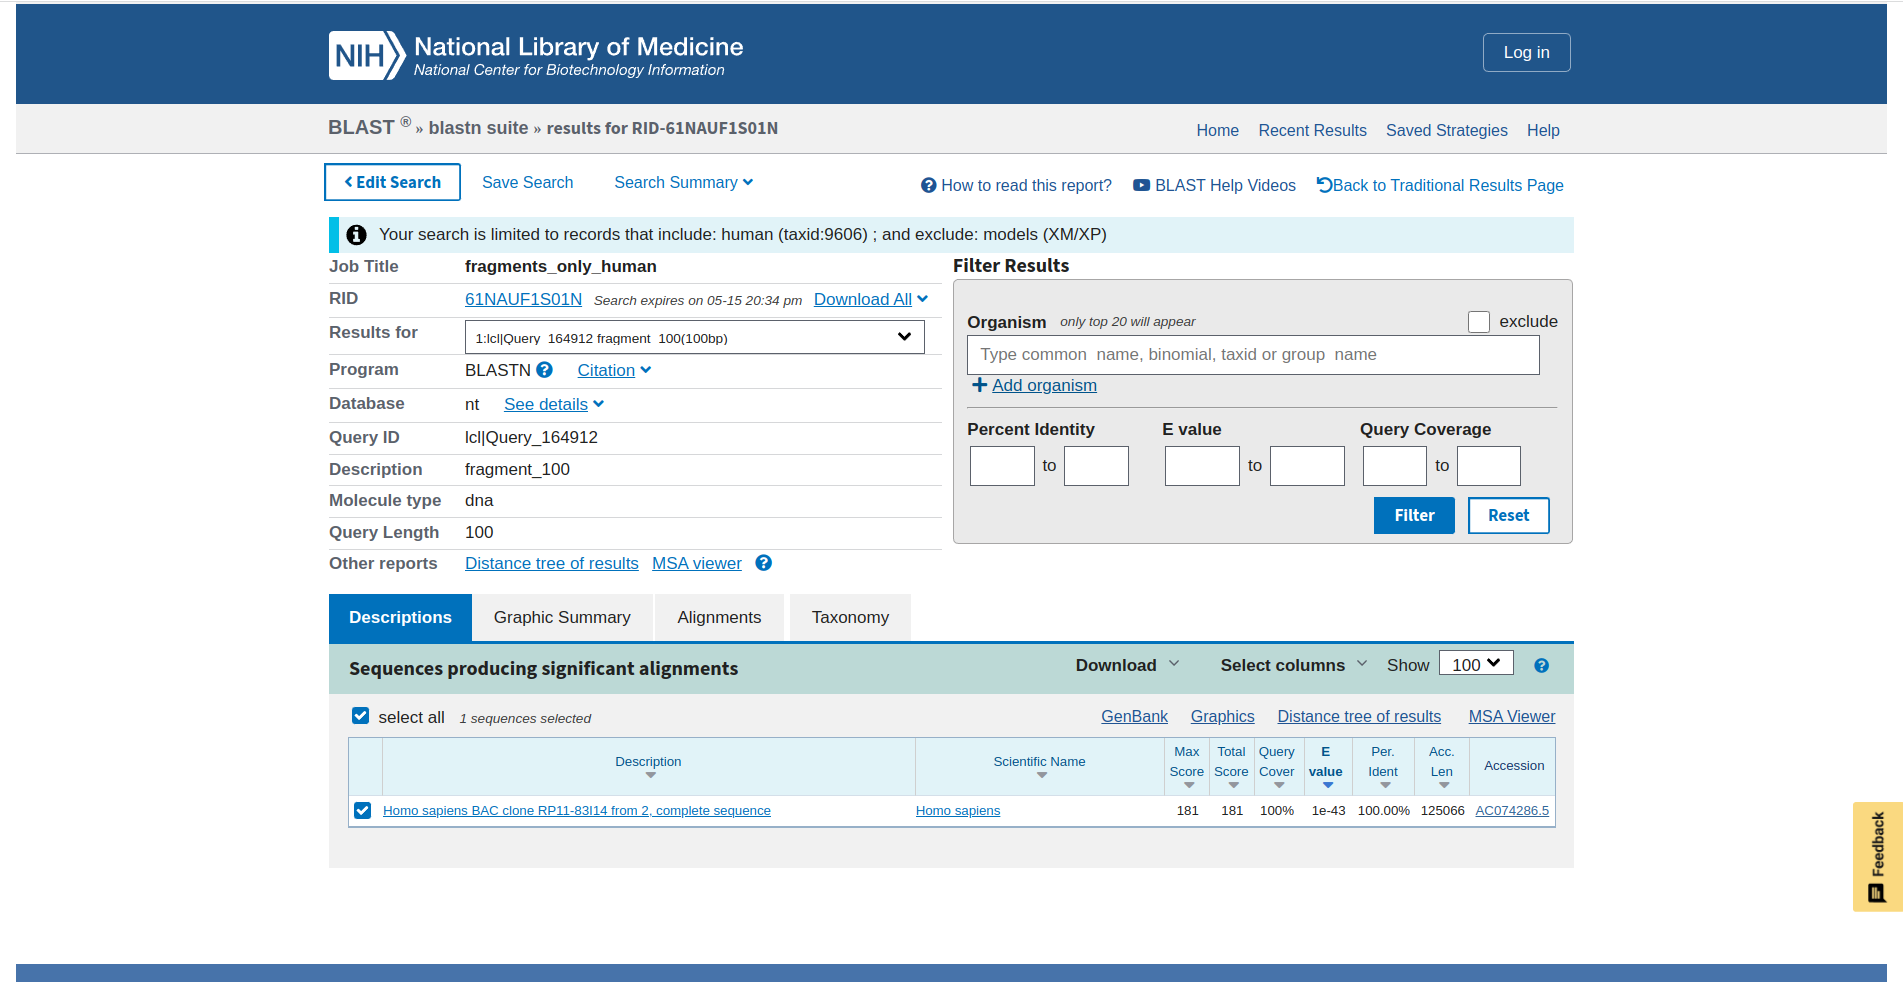 NIH National Library of Medicine
National Center for Biotechnology Information
Log in
BLAST ® » blastn suite » results for RID-61NAUF1S01N
Home Recent Results Saved Strategies Help
Edit Search Save Search Search Summary
How to read this report? BLAST Help Videos Back to Traditional Results Page
Your search is limited to records that include: human (taxid:9606) ; and exclude: models (XM/XP)
Job Title fragments_only_human
RID 61NAUF1S01N Search expires on 05-15 20:34 pm Download All
Results for 1:lcl|Query_164912 fragment_100(100bp)
Program BLASTN Citation
Database nt See details
Query ID lcl|Query_164912
Description fragment_100
Molecule type dna
Query Length 100
Other reports Distance tree of results MSA viewer
Filter Results
Organism only top 20 will appear exclude
Type common name, binomial, taxid or group name
Add organism
Percent Identity E value Query Coverage
to to to
Filter Reset
Descriptions Graphic Summary Alignments Taxonomy
Sequences producing significant alignments Download Select columns Show 100
select all 1 sequences selected GenBank Graphics Distance tree of results MSA Viewer
Description Scientific Name Max Score Total Score Query Cover E value Per. Ident Acc. Len Accession
Homo sapiens BAC clone RP11-83I14 from 2, complete sequence Homo sapiens 181 181 100% 1e-43 100.00% 125066 AC074286.5
Feedback